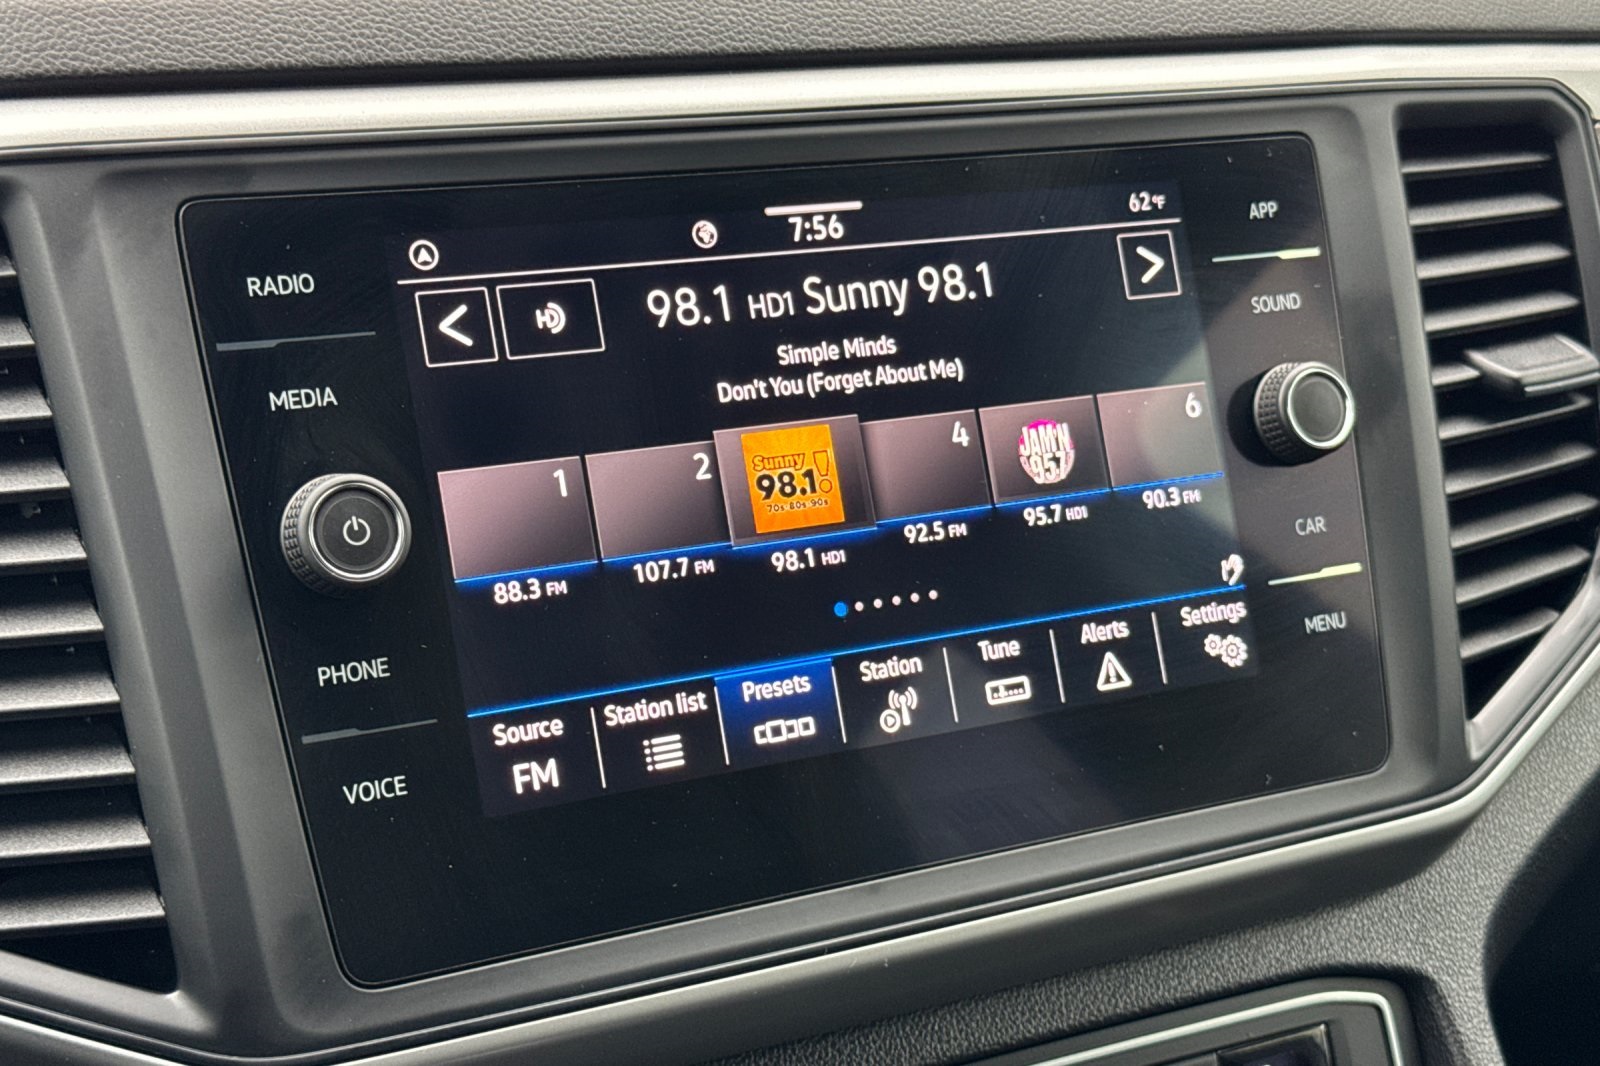 7:56
62°F
98.1 HD1 Sunny 98.1
HD
Simple Minds
Don't You (Forget About Me)
1
2
Sunny
98.1!
70s 80s 90s
4
JAM'N
95.7
6
88.3 FM
107.7 FM
98.1 HD1
92.5 FM
95.7 HD1
90.3 FM
Source
FM
Station list
Presets
Station
Tune
Alerts
Settings
RADIO
MEDIA
PHONE
VOICE
APP
SOUND
CAR
MENU